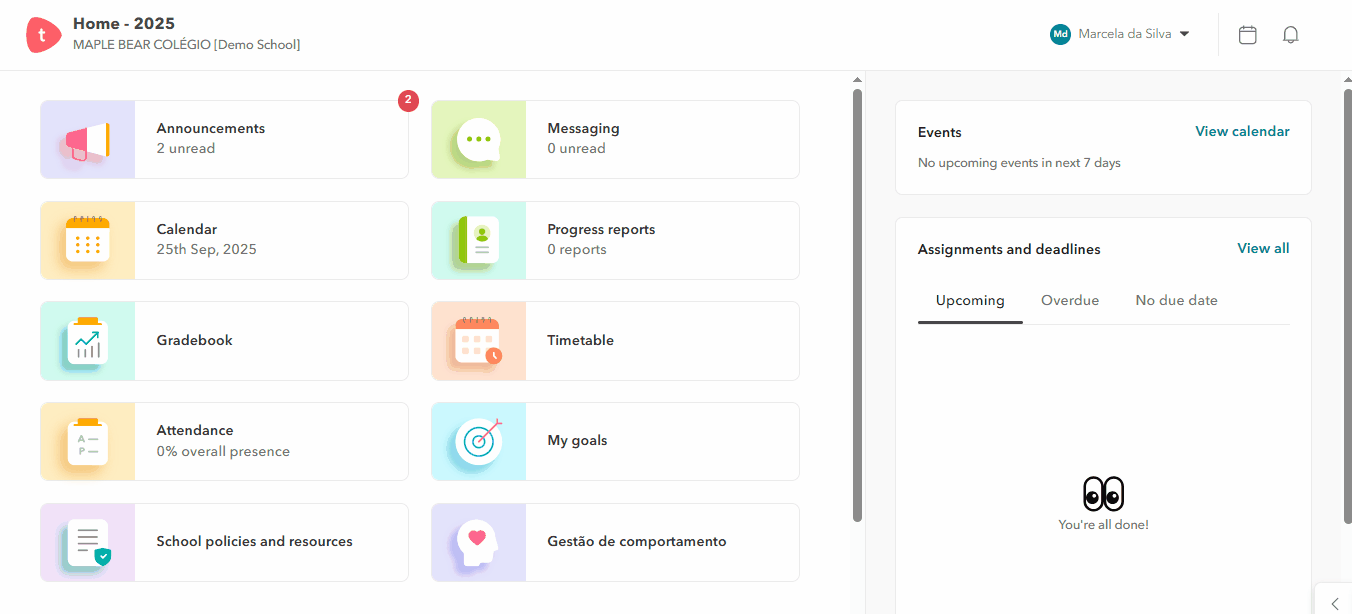 t
Home - 2025
MAPLE BEAR COLÉGIO [Demo School]
Md
Marcela da Silva
Announcements
2 unread
2
Messaging
0 unread
Calendar
25th Sep, 2025
Progress reports
0 reports
Gradebook
Timetable
A
P
Attendance
0% overall presence
My goals
School policies and resources
Gestão de comportamento
Events
View calendar
No upcoming events in next 7 days
Assignments and deadlines
View all
Upcoming
Overdue
No due date
You're all done!